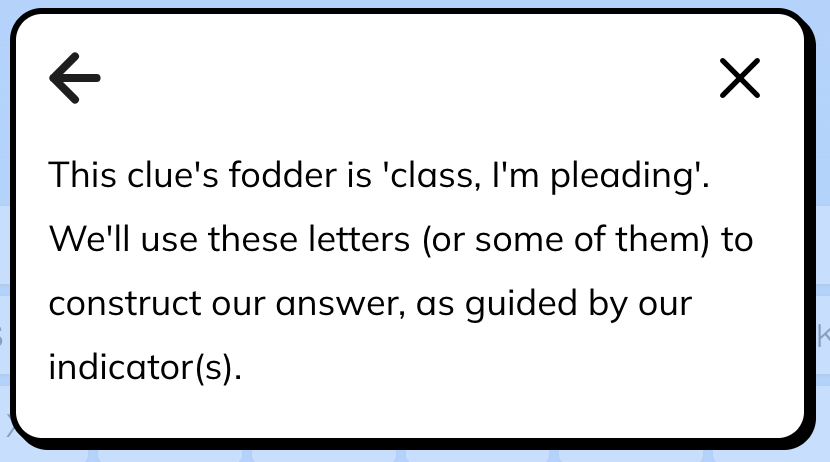 This clue's fodder is 'class, I'm pleading'.
We'll use these letters (or some of them) to
construct our answer, as guided by our
indicator(s).